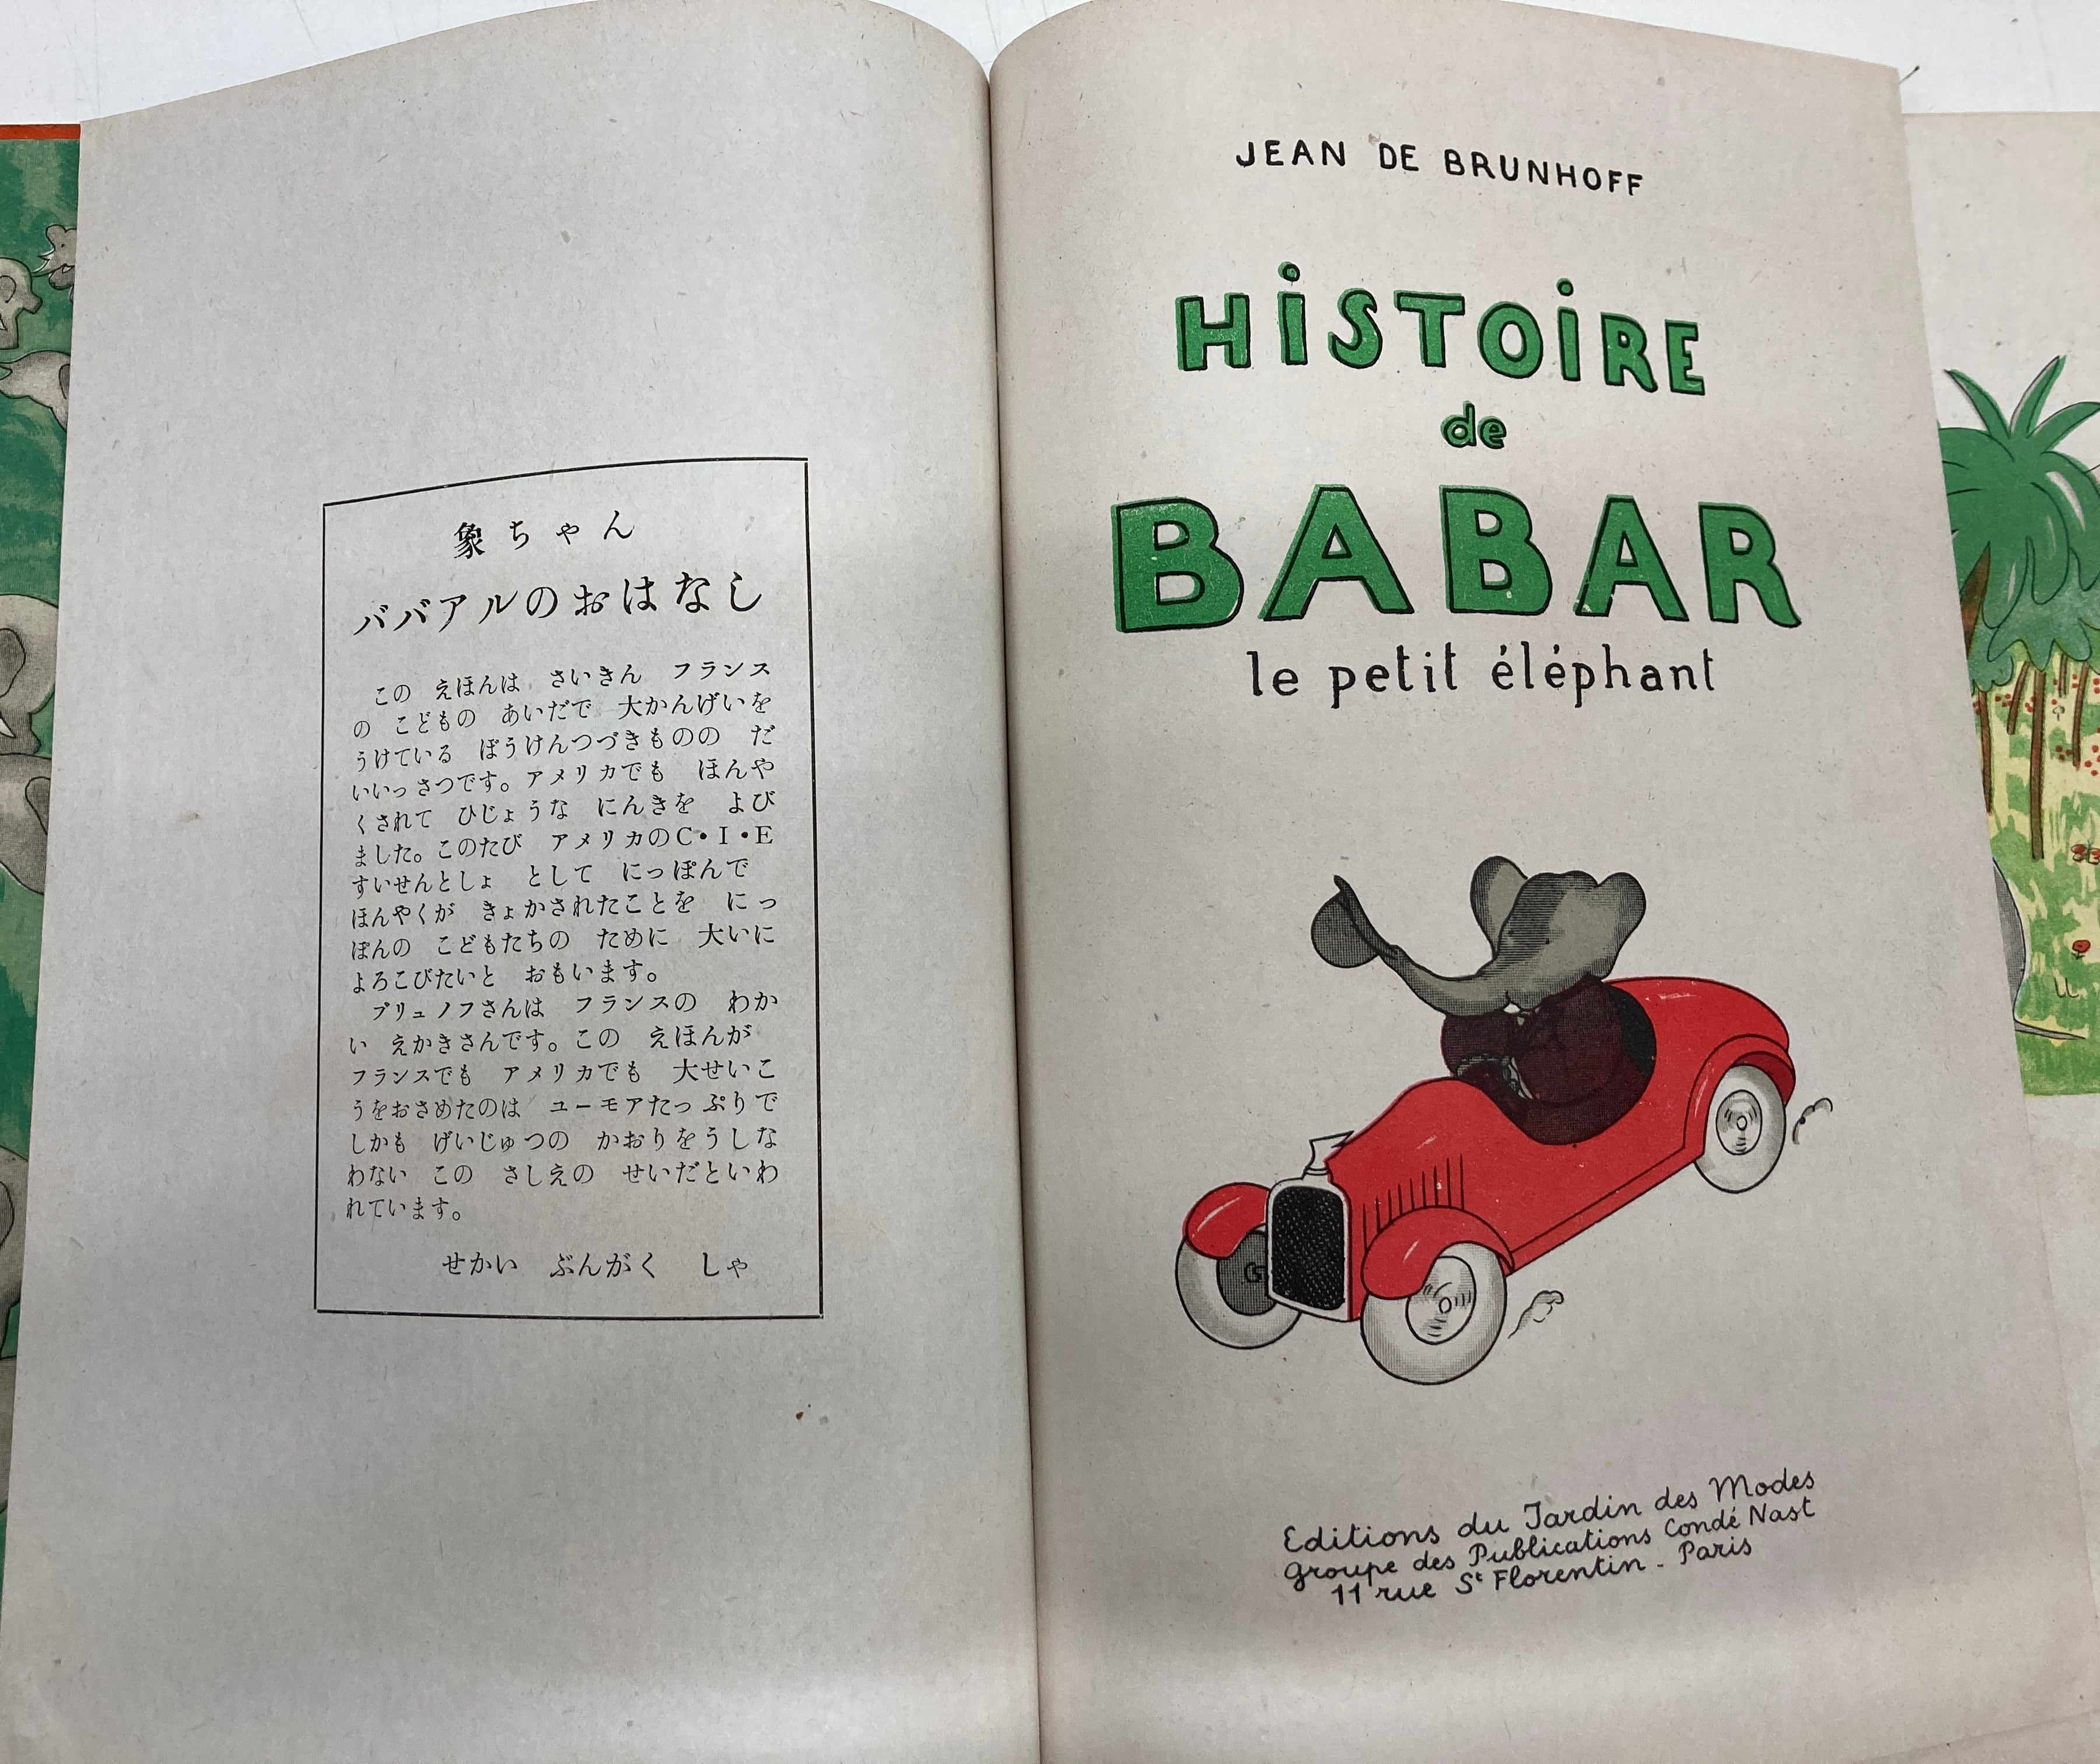 象ちゃん
ババアルのおはなし
この　えほんは　さいきん　フランス
の　こどもの　あいだで　大かんげいを
うけている　ぼうけんつづきものの　だ
いいっさつです。アメリカでも　ほんや
くされて　ひじょうな　にんきを　よび
ました。このたび　アメリカのC・I・E
すいせんとしょ　として　にっぽんで
ほんやくが　きょかされたことを　にっ
ぽんの　こどもたちの　ために　大いに
よろこびたいと　おもいます。
ブリュノフさんは　フランスの　わか
い　えかきさんです。この　えほんが
フランスでも　アメリカでも　大せいこ
うをおさめたのは　ユーモアたっぷりで
しかも　げいじゅつの　かおりをうしな
わない　この　さしえの　せいだといわ
れています。
せかい　ぶんがく　しゃ
JEAN DE BRUNHOFF
HiSTOiRE
de
BABAR
le petit éléphant
Editions du Jardin des Modes
Groupe des Publications Condé Nast
11 rue St Florentin - Paris